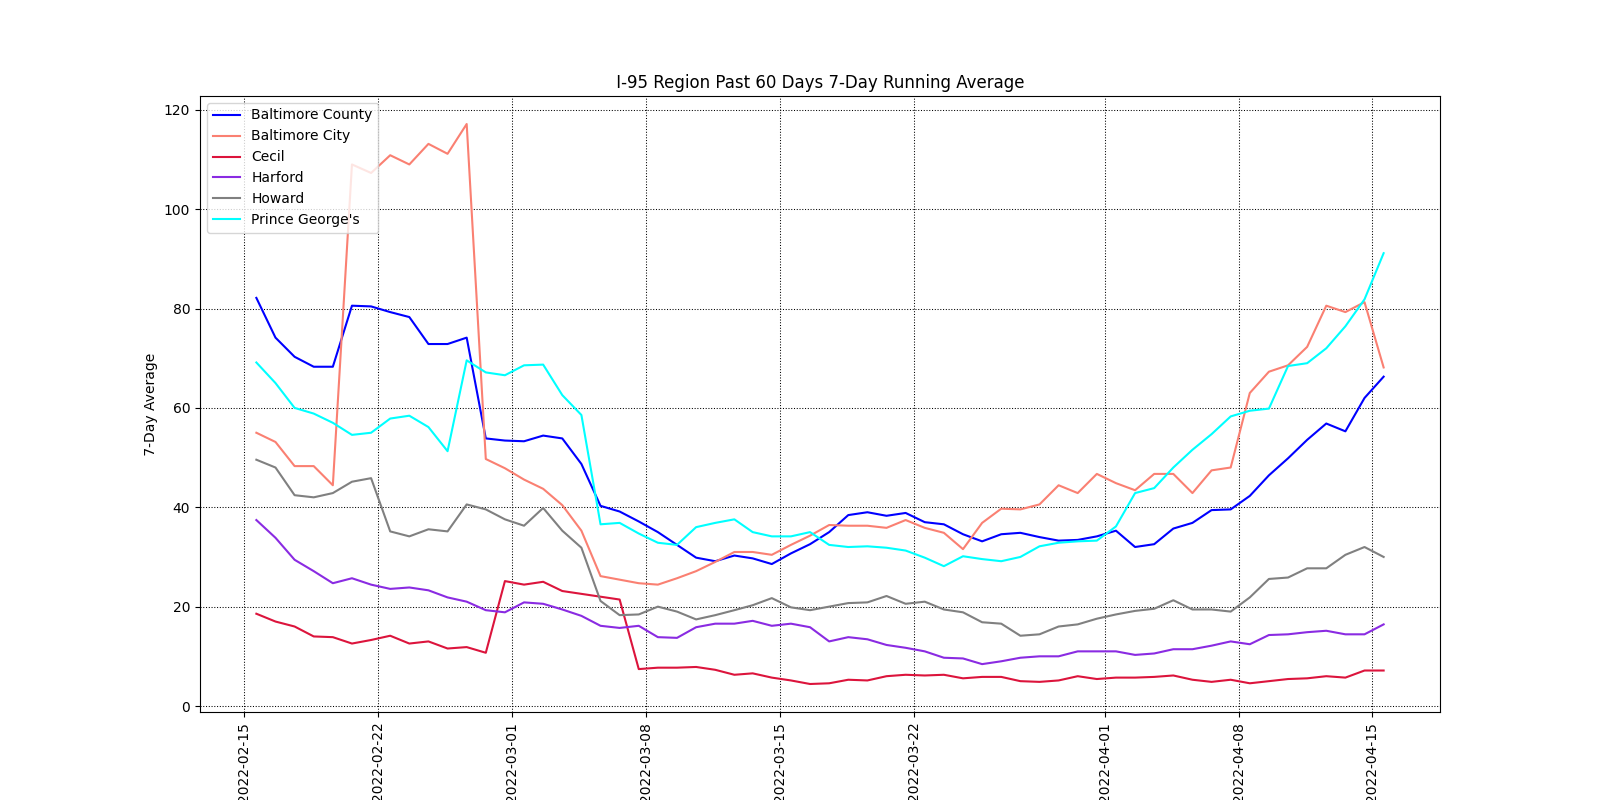 I-95 Region Past 60 Days 7-Day Running Average
Baltimore County
Baltimore City
Cecil
Harford
Howard
Prince George's
7-Day Average
120
100
80
60
40
20
0
2022-02-15
2022-02-22
2022-03-01
2022-03-08
2022-03-15
2022-03-22
2022-04-01
2022-04-08
2022-04-15